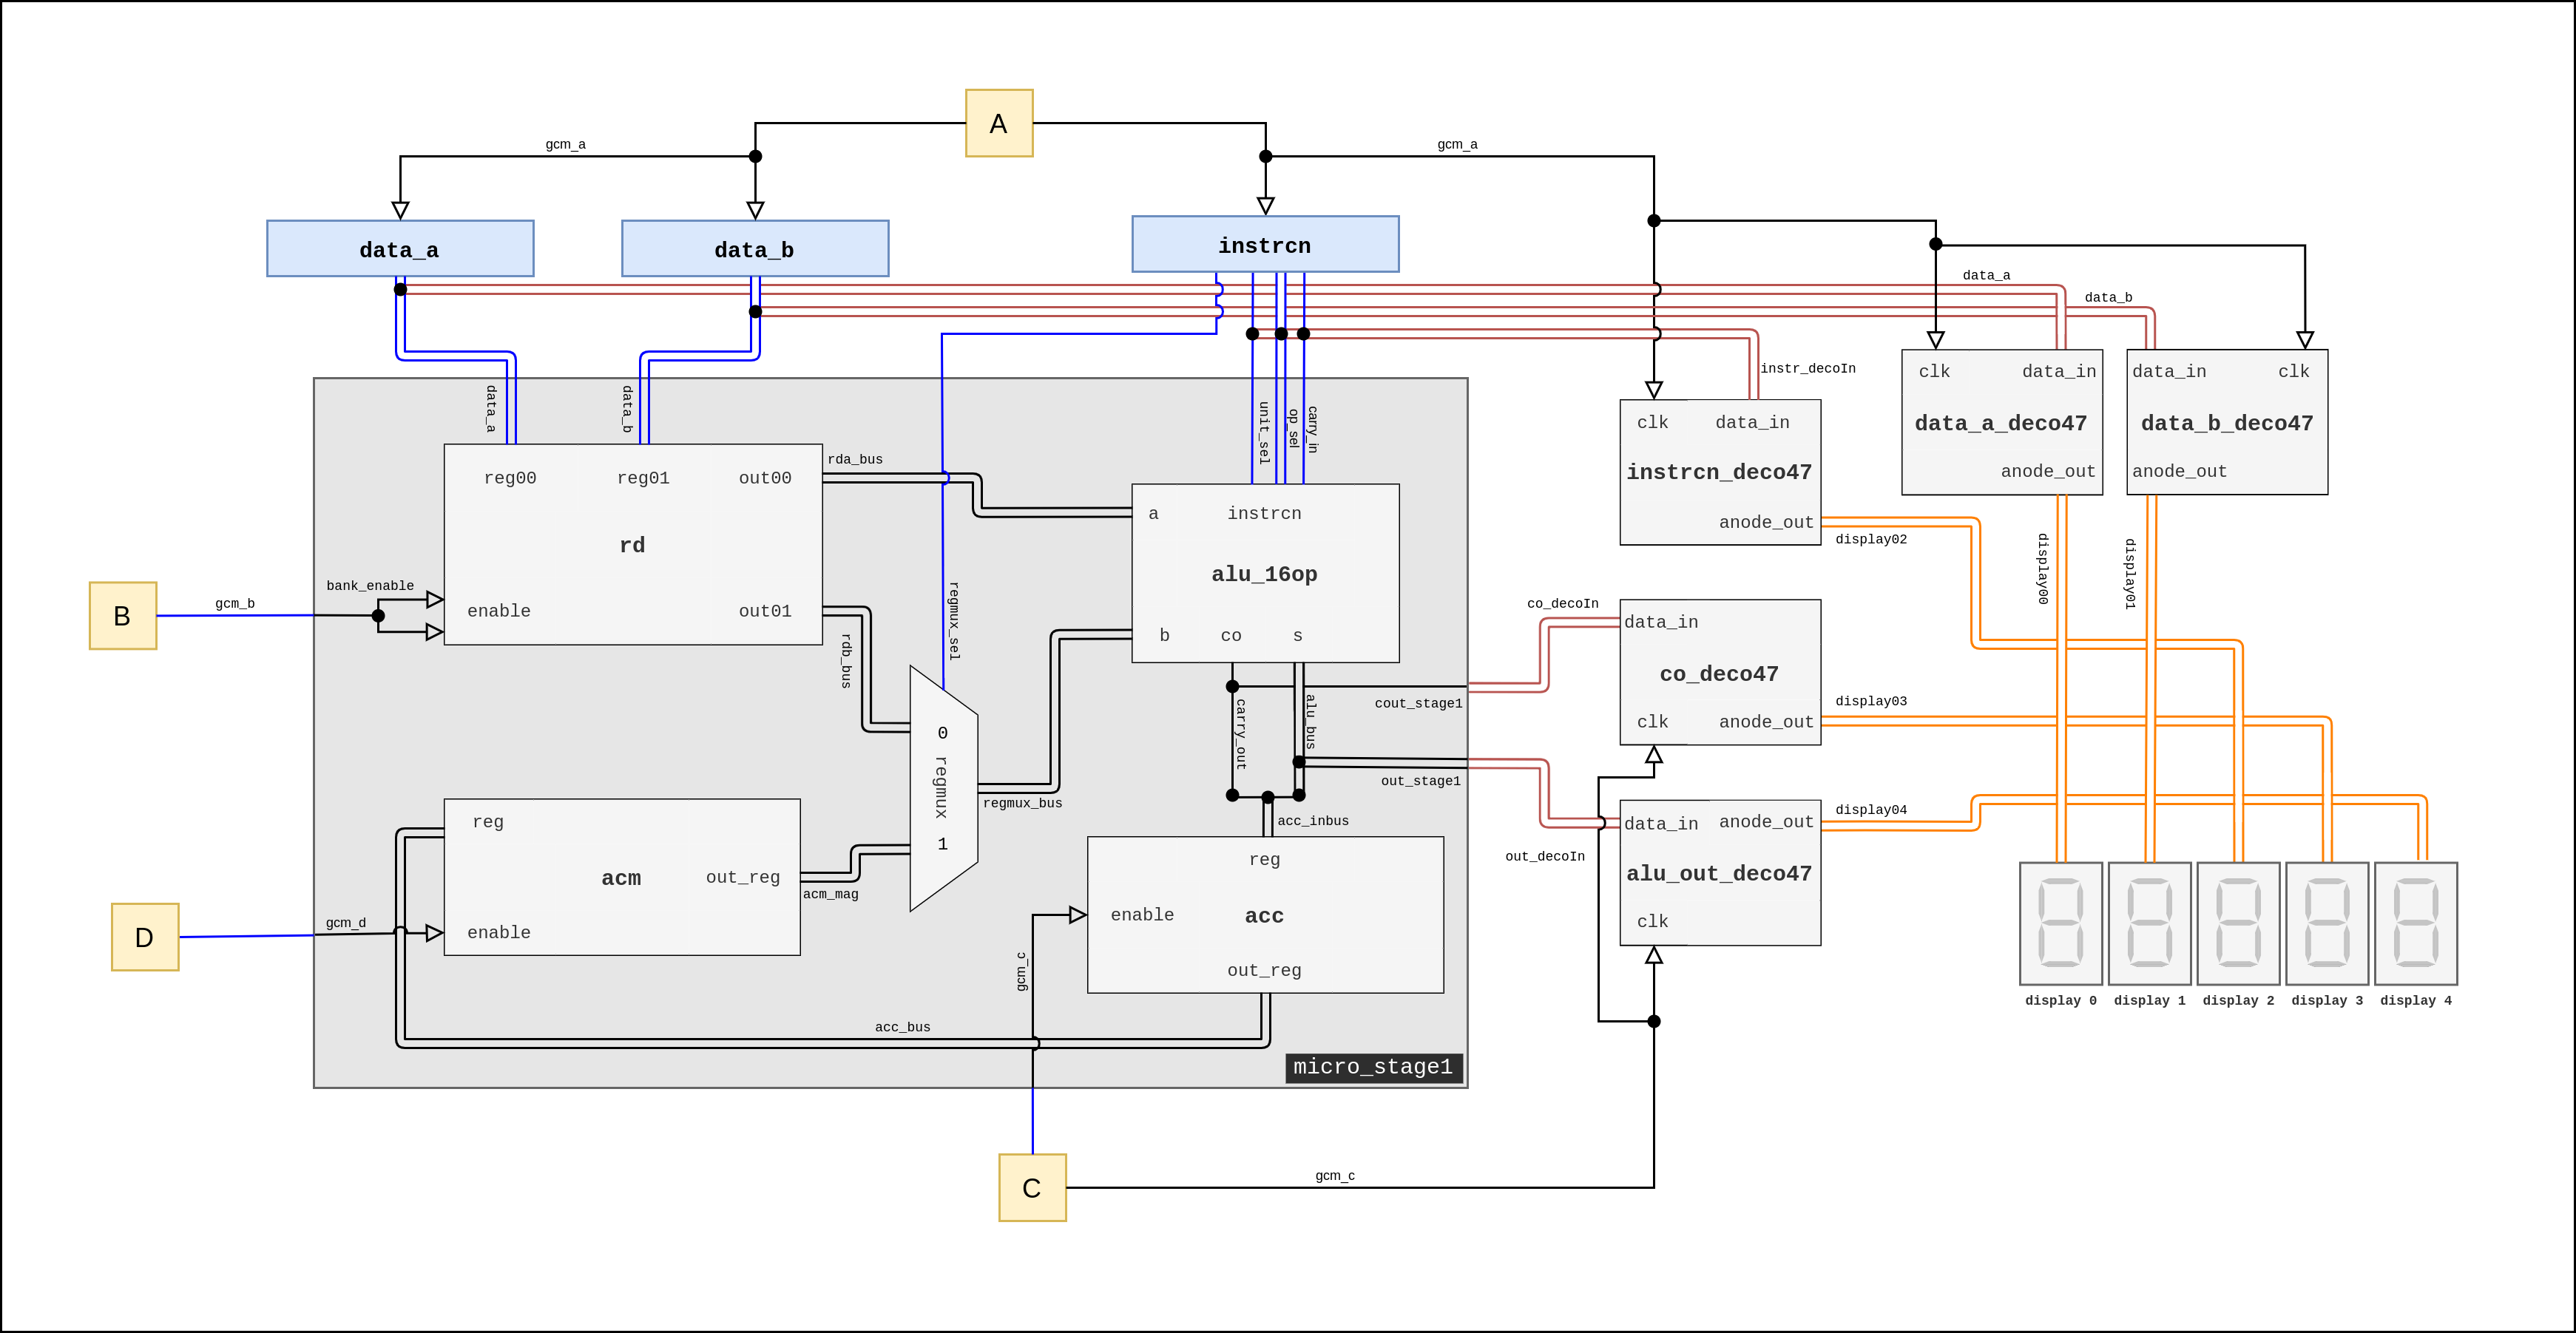 A
gcm_a
gcm_a
data_a
data_b
instrcn
data_a
data_b
instr_decoIn
data_a
data_b
unit_sel
op_sel
carry_in
clk data_in
data_a_deco47
anode_out
data_in clk
data_b_deco47
anode_out
clk data_in
instrcn_deco47
anode_out
display02
display00
display01
reg00 reg01 out00
rd
enable out01
rda_bus
rdb_bus
a instrcn
alu_16op
b co s
B
gcm_b
bank_enable
regmux_sel
co_decoIn
data_in
co_deco47
clk anode_out
display03
cout_stage1
carry_out
alu_bus
out_stage1
0
regmux
1
regmux_bus
acc_inbus
reg
acm out_reg
enable
acm_mag
D
gcm_d
reg
enable acc
out_reg
gcm_c
acc_bus
micro_stage1
out_decoIn
data_in anode_out
alu_out_deco47
clk
display04
display 0
display 1
display 2
display 3
display 4
C
gcm_c